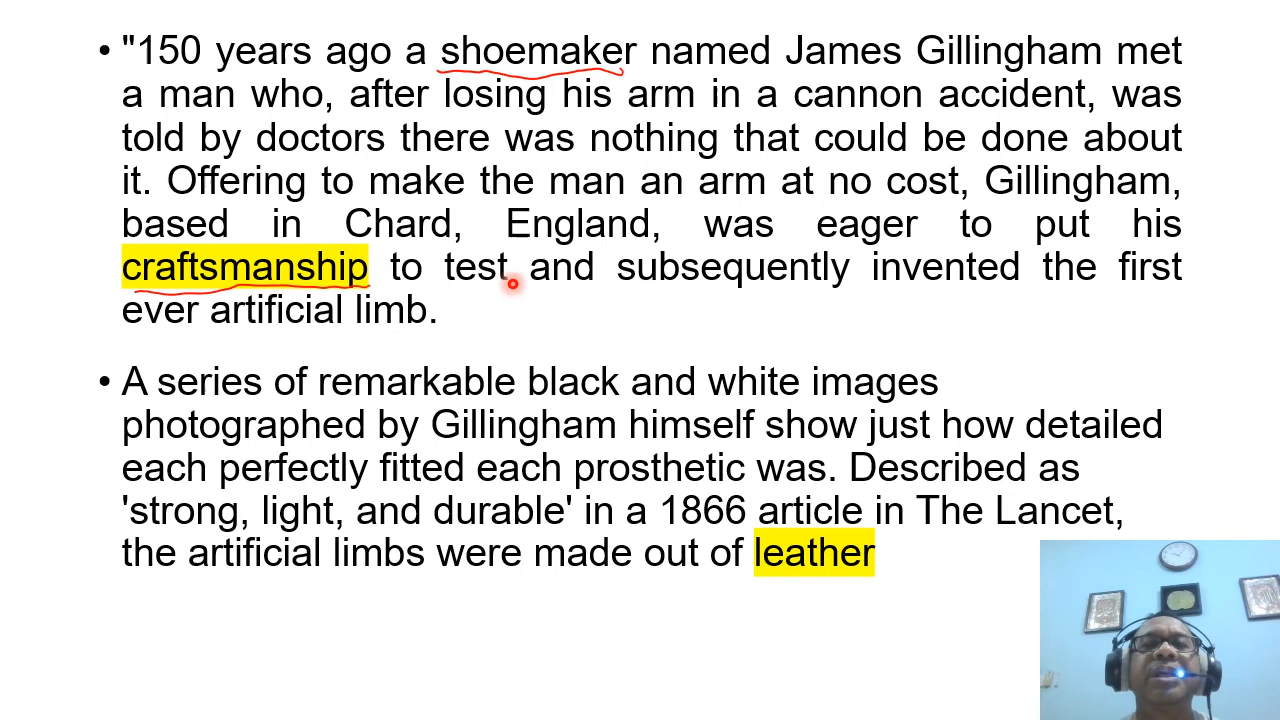 • "150 years ago a shoemaker named James Gillingham met
a man who, after losing his arm in a cannon accident, was
told by doctors there was nothing that could be done about
it. Offering to make the man an arm at no cost, Gillingham,
based in Chard, England, was eager to put his
craftsmanship to test and subsequently invented the first
ever artificial limb.
• A series of remarkable black and white images
photographed by Gillingham himself show just how detailed
each perfectly fitted each prosthetic was. Described as
'strong, light, and durable' in a 1866 article in The Lancet,
the artificial limbs were made out of leather